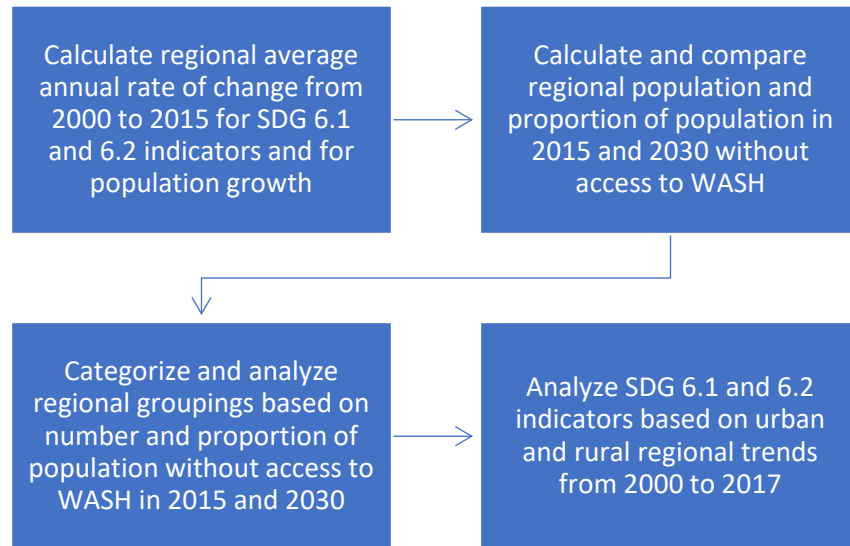 Calculate regional average
annual rate of change from
2000 to 2015 for SDG 6.1
and 6.2 indicators and for
population growth
Calculate and compare
regional population and
proportion of population in
2015 and 2030 without
access to WASH
Categorize and analyze
regional groupings based on
number and proportion of
population without access to
WASH in 2015 and 2030
Analyze SDG 6.1 and 6.2
indicators based on urban
and rural regional trends
from 2000 to 2017